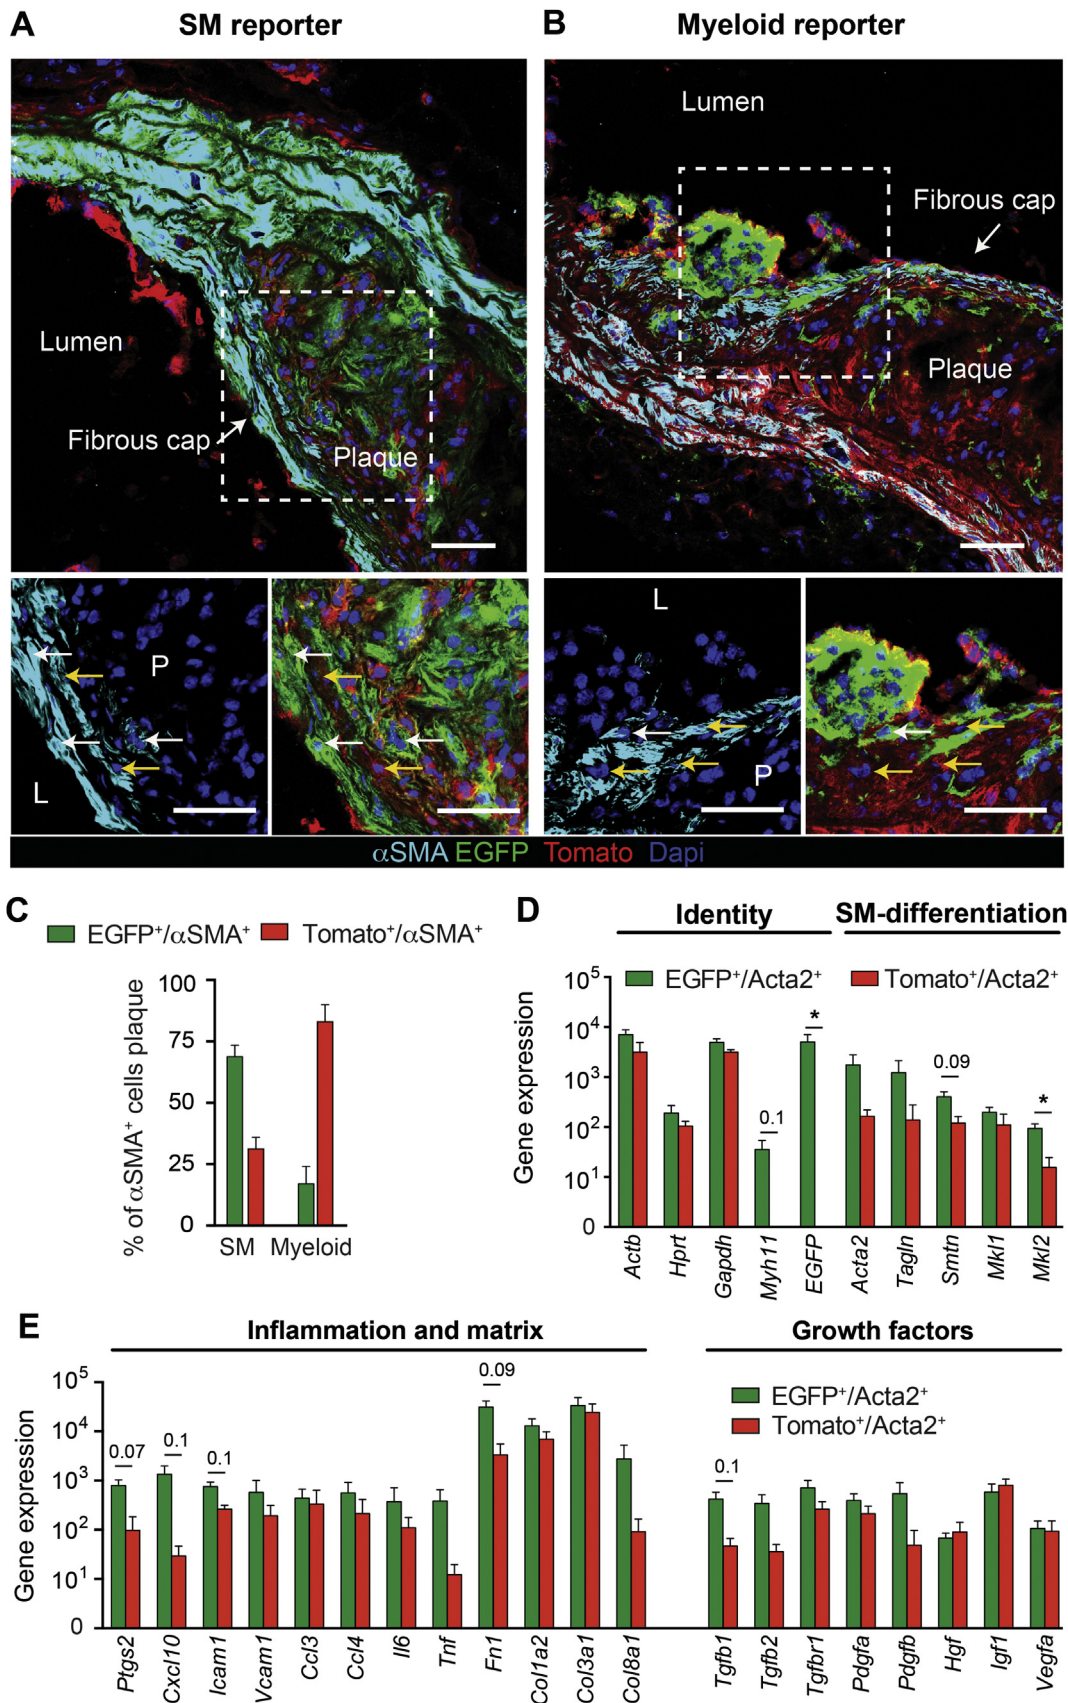 A SM reporter
B Myeloid reporter
Lumen
Fibrous cap
Plaque
Lumen
Fibrous cap
Plaque
P
L
L
P
αSMA EGFP Tomato Dapi
C
EGFP⁺/αSMA⁺ Tomato⁺/αSMA⁺
% of αSMA⁺ cells plaque
100
75
50
25
0
SM Myeloid
D
Identity SM-differentiation
EGFP⁺/Acta2⁺ Tomato⁺/Acta2⁺
Gene expression
10⁵
10⁴
10³
10²
10¹
0
0.1 * 0.09 *
Actb Hprt Gapdh Myh11 EGFP Acta2 Tagln Smtn Mkl1 Mkl2
E
Inflammation and matrix Growth factors
EGFP⁺/Acta2⁺
Tomato⁺/Acta2⁺
Gene expression
10⁵
10⁴
10³
10²
10¹
0
0.07 0.1 0.1 0.09 0.1
Ptgs2 Cxcl10 Icam1 Vcam1 Ccl3 Ccl4 Il6 Tnf Fn1 Col1a2 Col3a1 Col8a1 Tgfb1 Tgfb2 Tgfbr1 Pdgfa Pdgfb Hgf Igf1 Vegfa